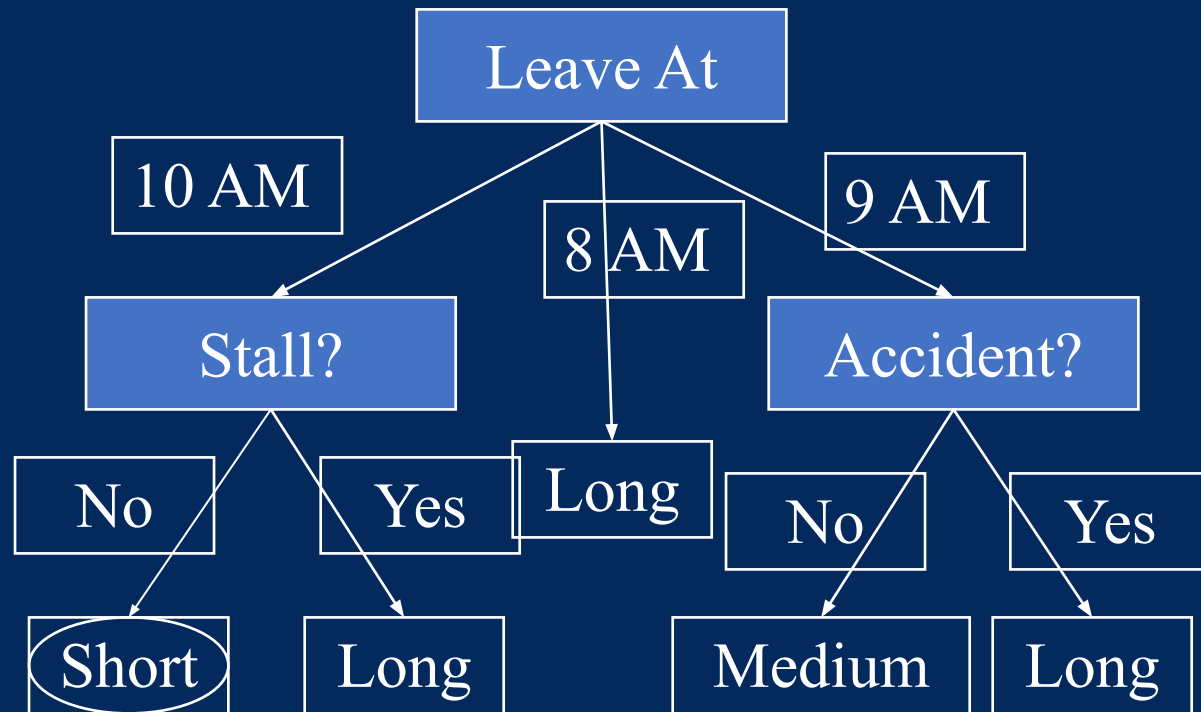 Leave At
10 AM
8 AM
9 AM
Stall?
Accident?
No
Yes
Long
No
Yes
Short
Long
Medium
Long